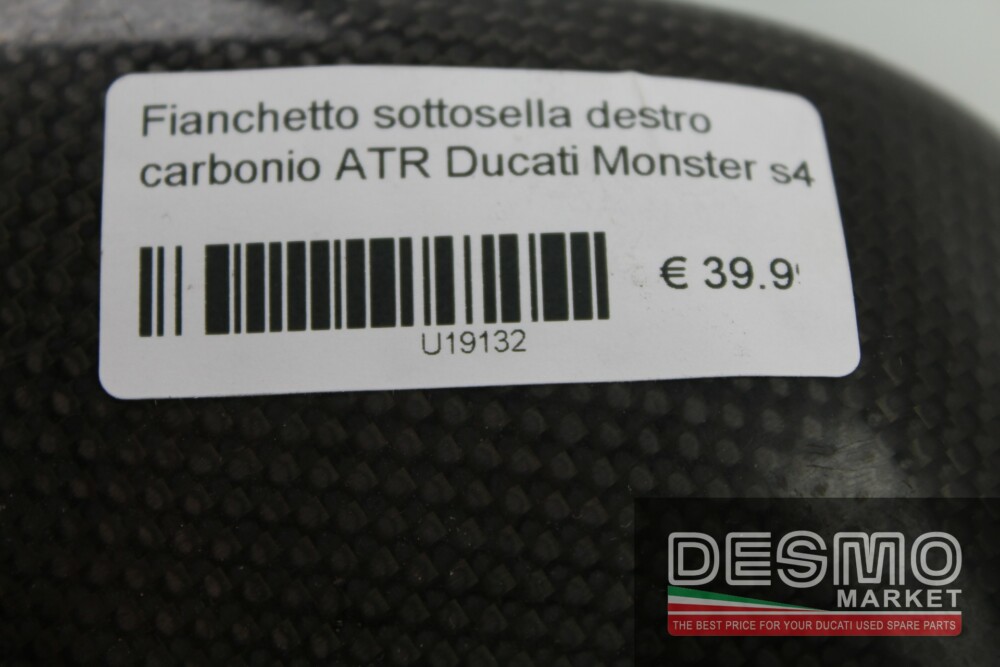 Fianchetto sottosella destro
carbonio ATR Ducati Monster s4
€ 39.9
U19132
DESMO
MARKET
THE BEST PRICE FOR YOUR DUCATI USED SPARE PARTS